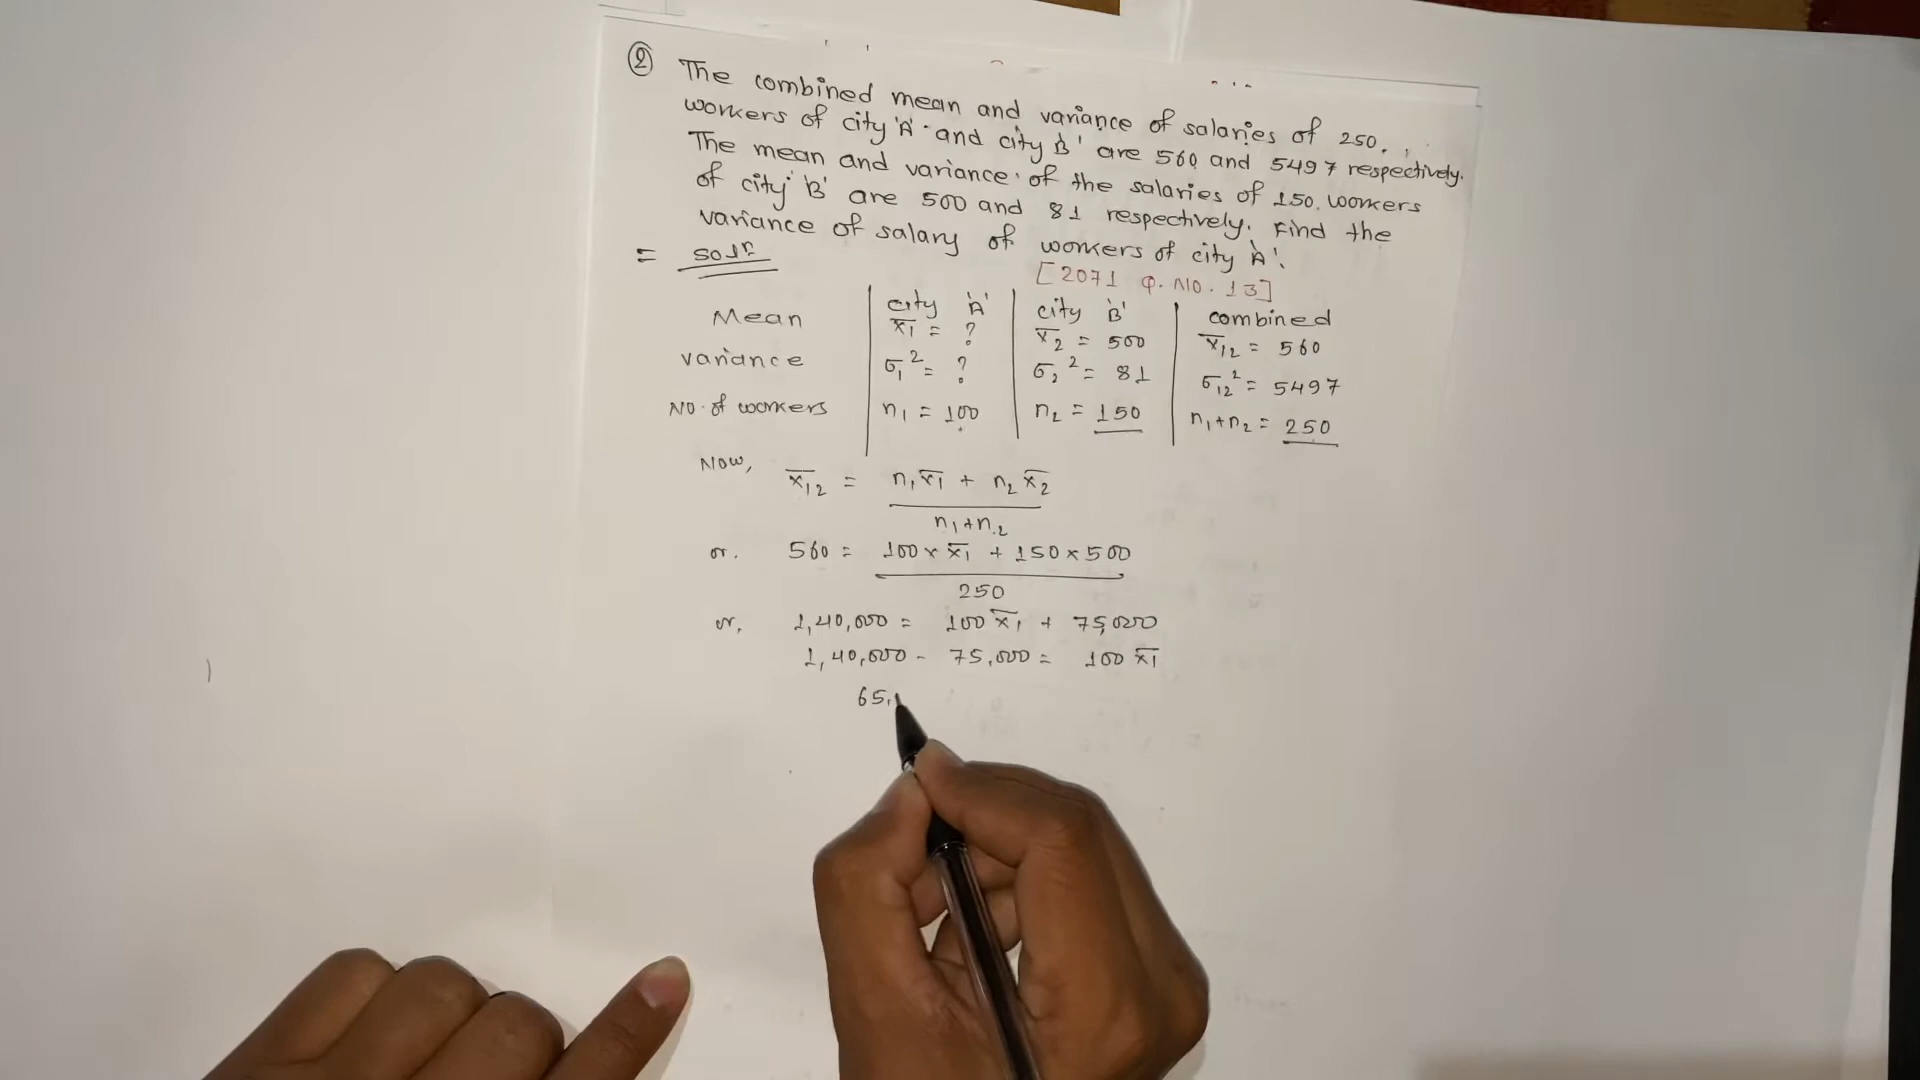 ② The combined mean and variance of salaries of 250
workers of city 'A' and city 'B' are 560 and 5497 respectively.
The mean and variance of the salaries of 150 workers
of city 'B' are 500 and 81 respectively. Find the
variance of salary of workers of city 'A'.
= solⁿ
[2071 Q. NO. 13]
city 'A' city 'B' combined
Mean x̄₁ = ? x̄₂ = 500 x̄₁₂ = 560
variance σ₁² = ? σ₂² = 81 σ₁₂² = 5497
No. of workers n₁ = 100 n₂ = 150 n₁+n₂ = 250
Now,
x̄₁₂ = n₁x̄₁ + n₂x̄₂
n₁+n₂
or. 560 = 100 × x̄₁ + 150 × 500
250
or, 1,40,000 = 100 x̄₁ + 75,000
1,40,000 - 75,000 = 100 x̄₁
65,